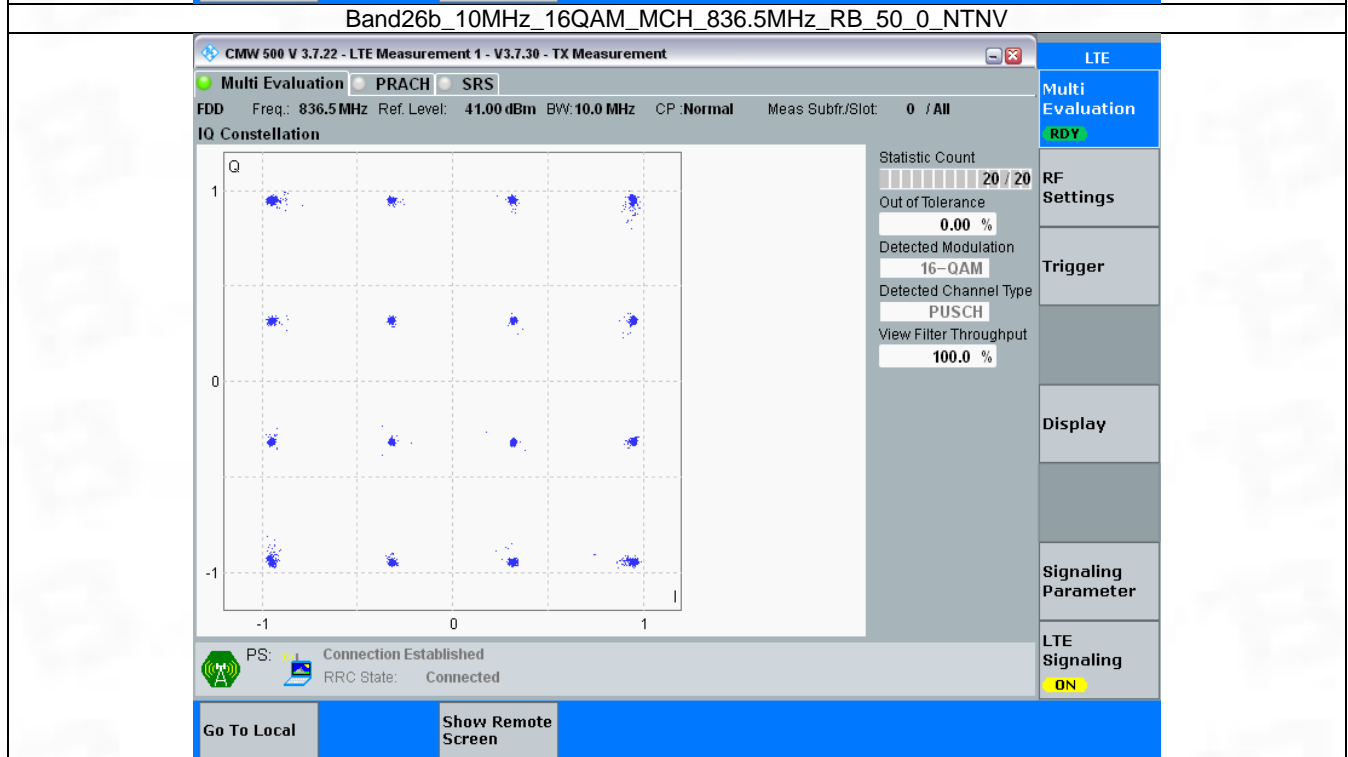 Band26b_10MHz_16QAM_MCH_836.5MHz_RB_50_0_NTNV
CMW 500 V 3.7.22 - LTE Measurement 1 - V3.7.30 - TX Measurement
LTE
Multi Evaluation PRACH SRS
FDD Freq.: 836.5 MHz Ref. Level: 41.00 dBm BW: 10.0 MHz CP :Normal Meas Subfr./Slot: 0 / All
IQ Constellation
Q
1
0
-1
I
-1 0 1
Statistic Count
20 / 20
Out of Tolerance
0.00 %
Detected Modulation
16-QAM
Detected Channel Type
PUSCH
View Filter Throughput
100.0 %
Multi
Evaluation
RDY
RF
Settings
Trigger
Display
Signaling
Parameter
LTE
Signaling
ON
PS: Connection Established
RRC State: Connected
Go To Local
Show Remote
Screen